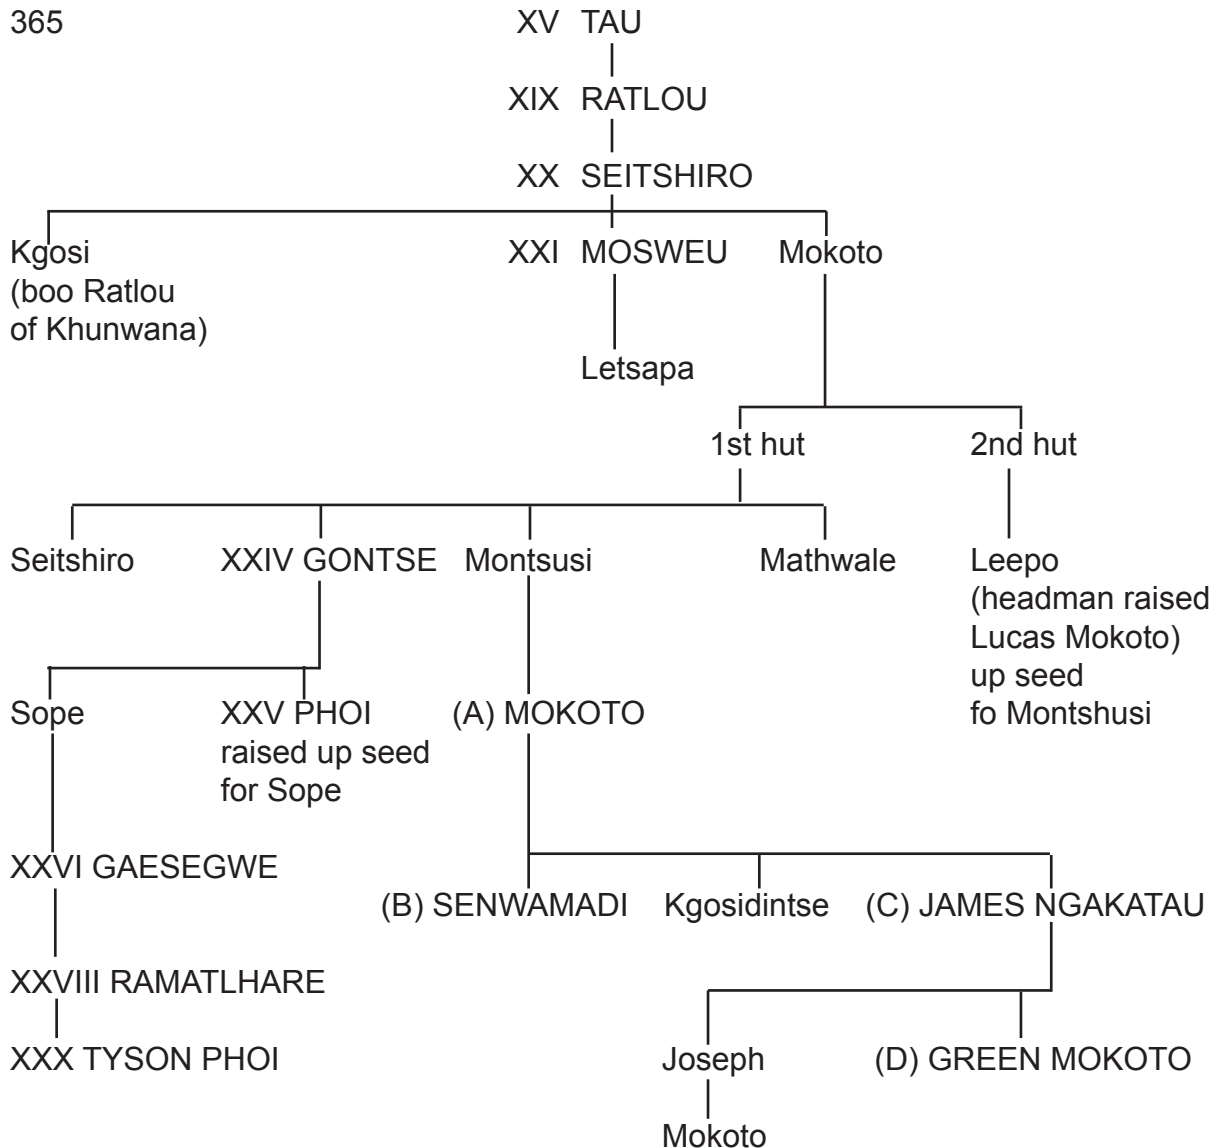 365
XV TAU
XIX RATLOU
XX SEITSHIRO
Kgosi
(boo Ratlou
of Khunwana)
XXI MOSWEU
Mokoto
Letsapa
1st hut
2nd hut
Seitshiro
XXIV GONTSE
Montsusi
Mathwale
Leepo
(headman raised
Lucas Mokoto)
up seed
fo Montshusi
Sope
XXV PHOI
raised up seed
for Sope
(A) MOKOTO
XXVI GAESEGWE
(B) SENWAMADI
Kgosidintse
(C) JAMES NGAKATAU
XXVIII RAMATLHARE
XXX TYSON PHOI
Joseph
(D) GREEN MOKOTO
Mokoto